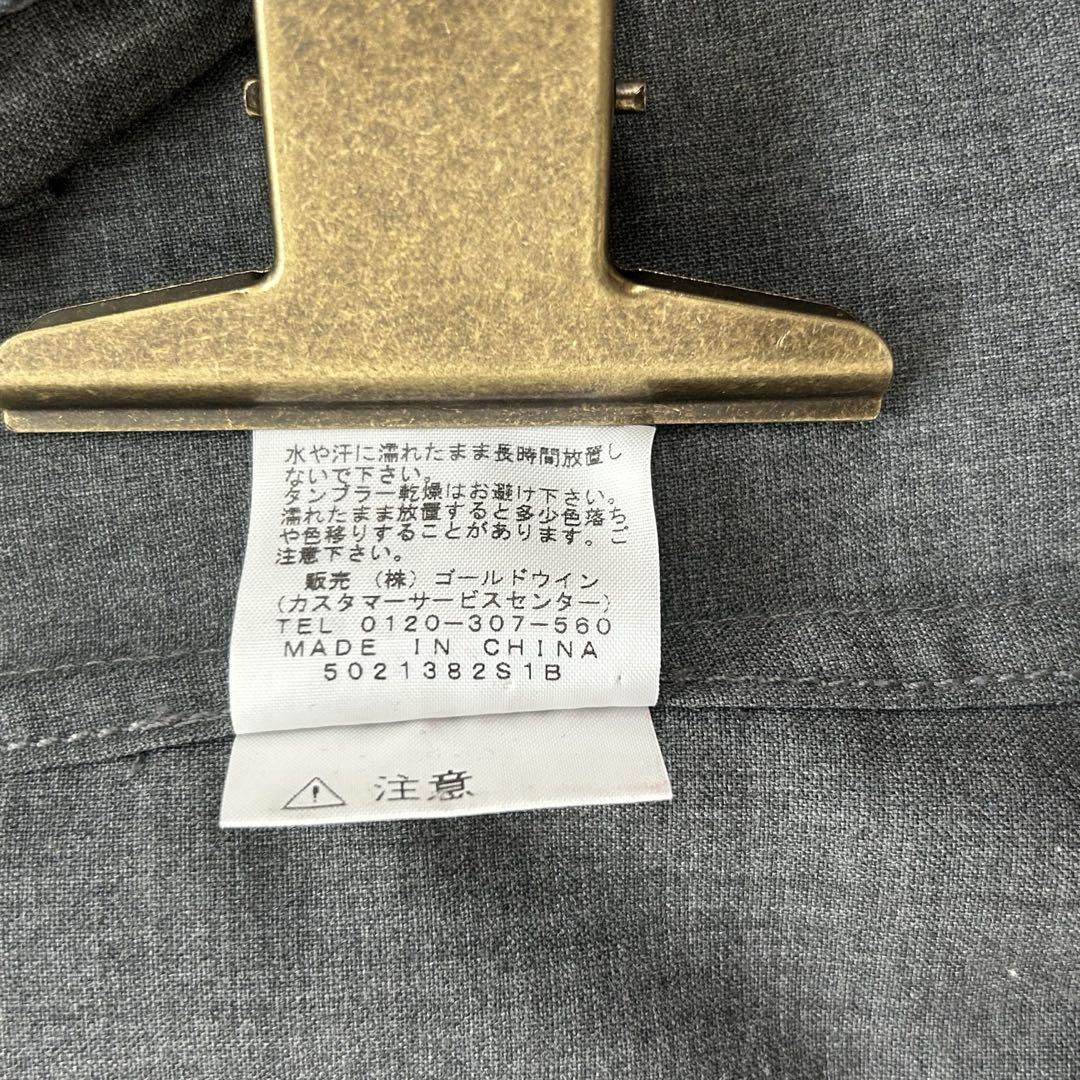 水や汗に濡れたまま長時間放置し
ないで下さい。
タンブラー乾燥はお避け下さい。
濡れたまま放置すると多少色落ち
や色移りすることがあります。ご
注意下さい。
販売 (株) ゴールドウイン
(カスタマーサービスセンター)
TEL 0120-307-560
MADE IN CHINA
5021382S1B
注意